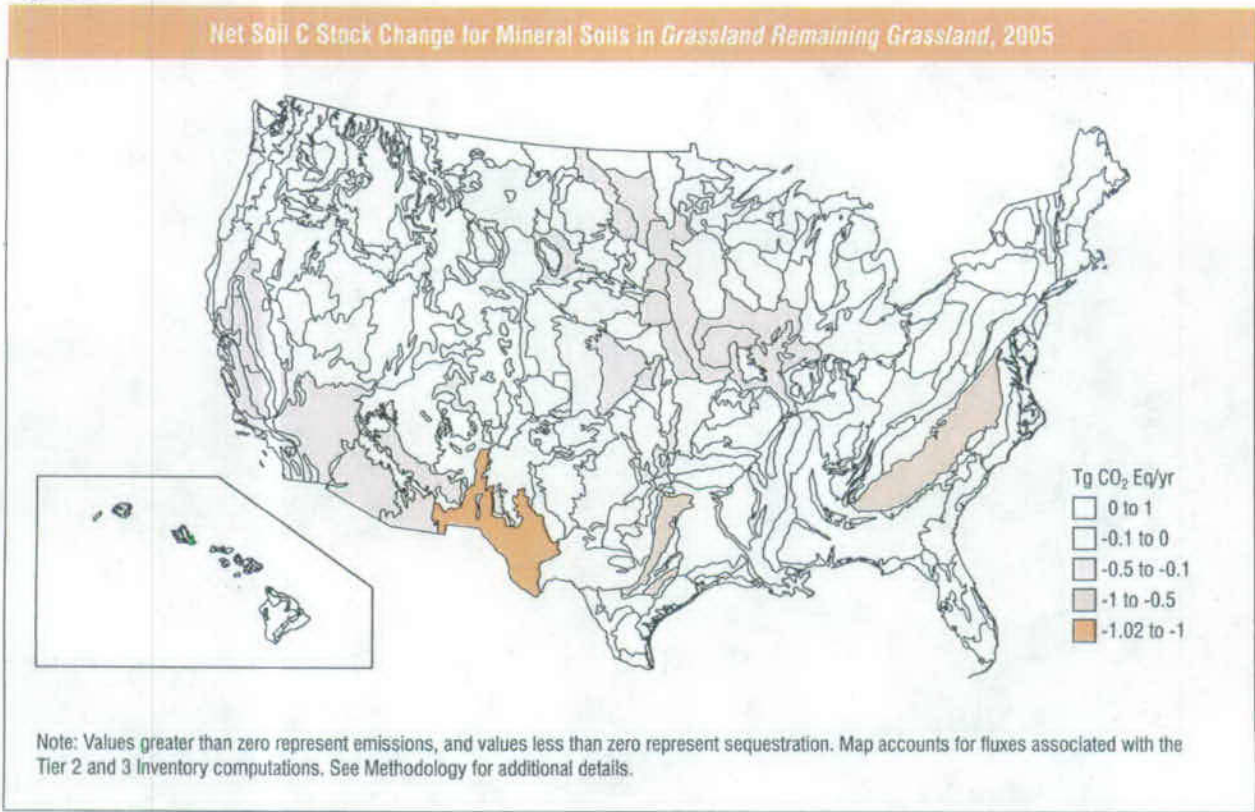 Net Soil C Stock Change for Mineral Soils in Grassland Remaining Grassland, 2005
Tg CO₂ Eq/yr
0 to 1
-0.1 to 0
-0.5 to -0.1
-1 to -0.5
-1.02 to -1
Note: Values greater than zero represent emissions, and values less than zero represent sequestration. Map accounts for fluxes associated with the
Tier 2 and 3 Inventory computations. See Methodology for additional details.